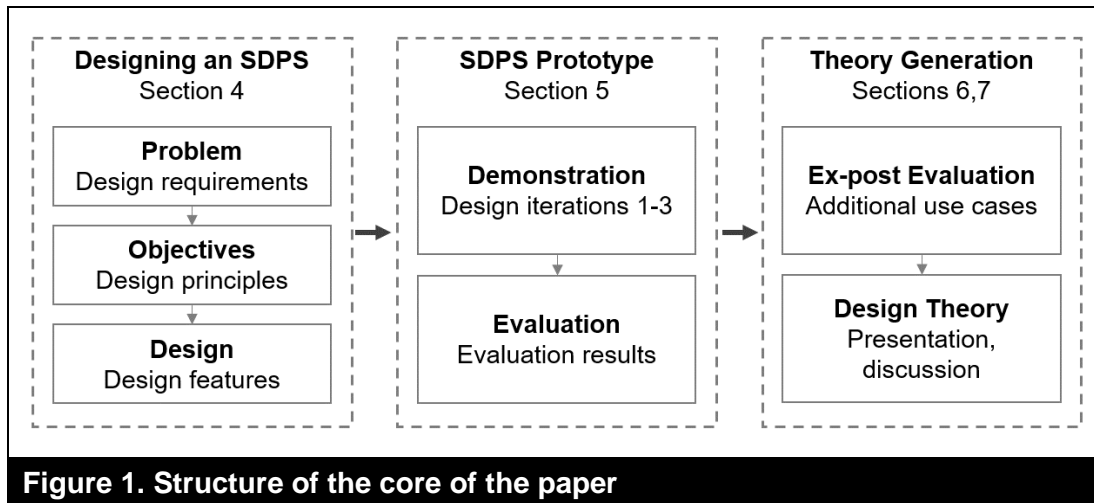 Designing an SDPS
Section 4
Problem
Design requirements
Objectives
Design principles
Design
Design features
SDPS Prototype
Section 5
Demonstration
Design iterations 1-3
Evaluation
Evaluation results
Theory Generation
Sections 6,7
Ex-post Evaluation
Additional use cases
Design Theory
Presentation,
discussion
Figure 1. Structure of the core of the paper